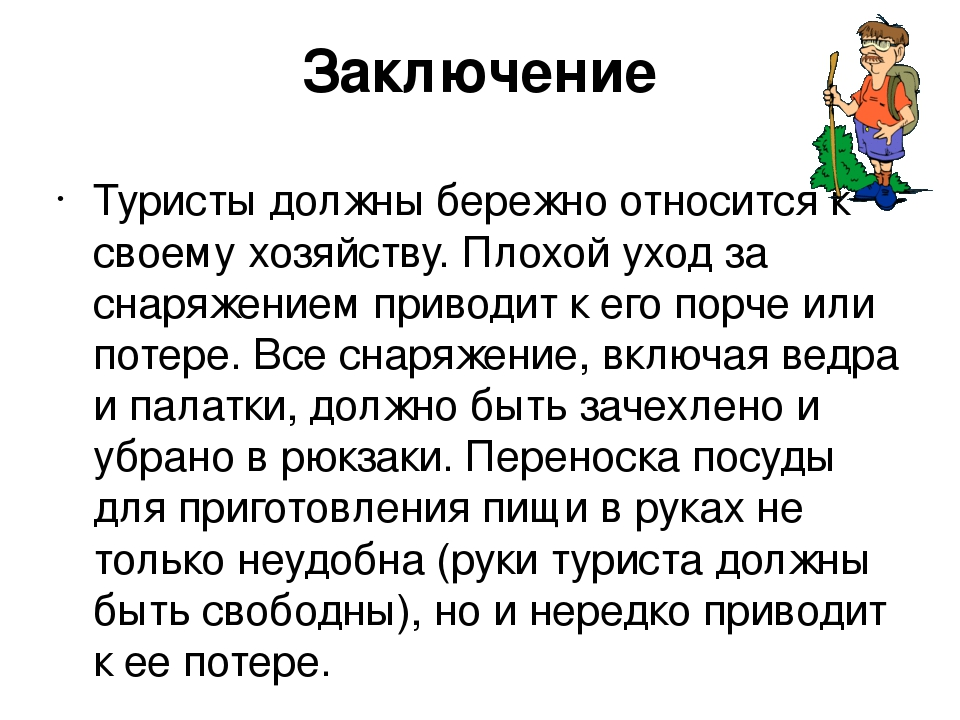 Заключение
· Туристы должны бережно относится к
своему хозяйству. Плохой уход за
снаряжением приводит к его порче или
потере. Все снаряжение, включая ведра
и палатки, должно быть зачехлено и
убрано в рюкзаки. Переноска посуды
для приготовления пищи в руках не
только неудобна (руки туриста должны
быть свободны), но и нередко приводит
к ее потере.